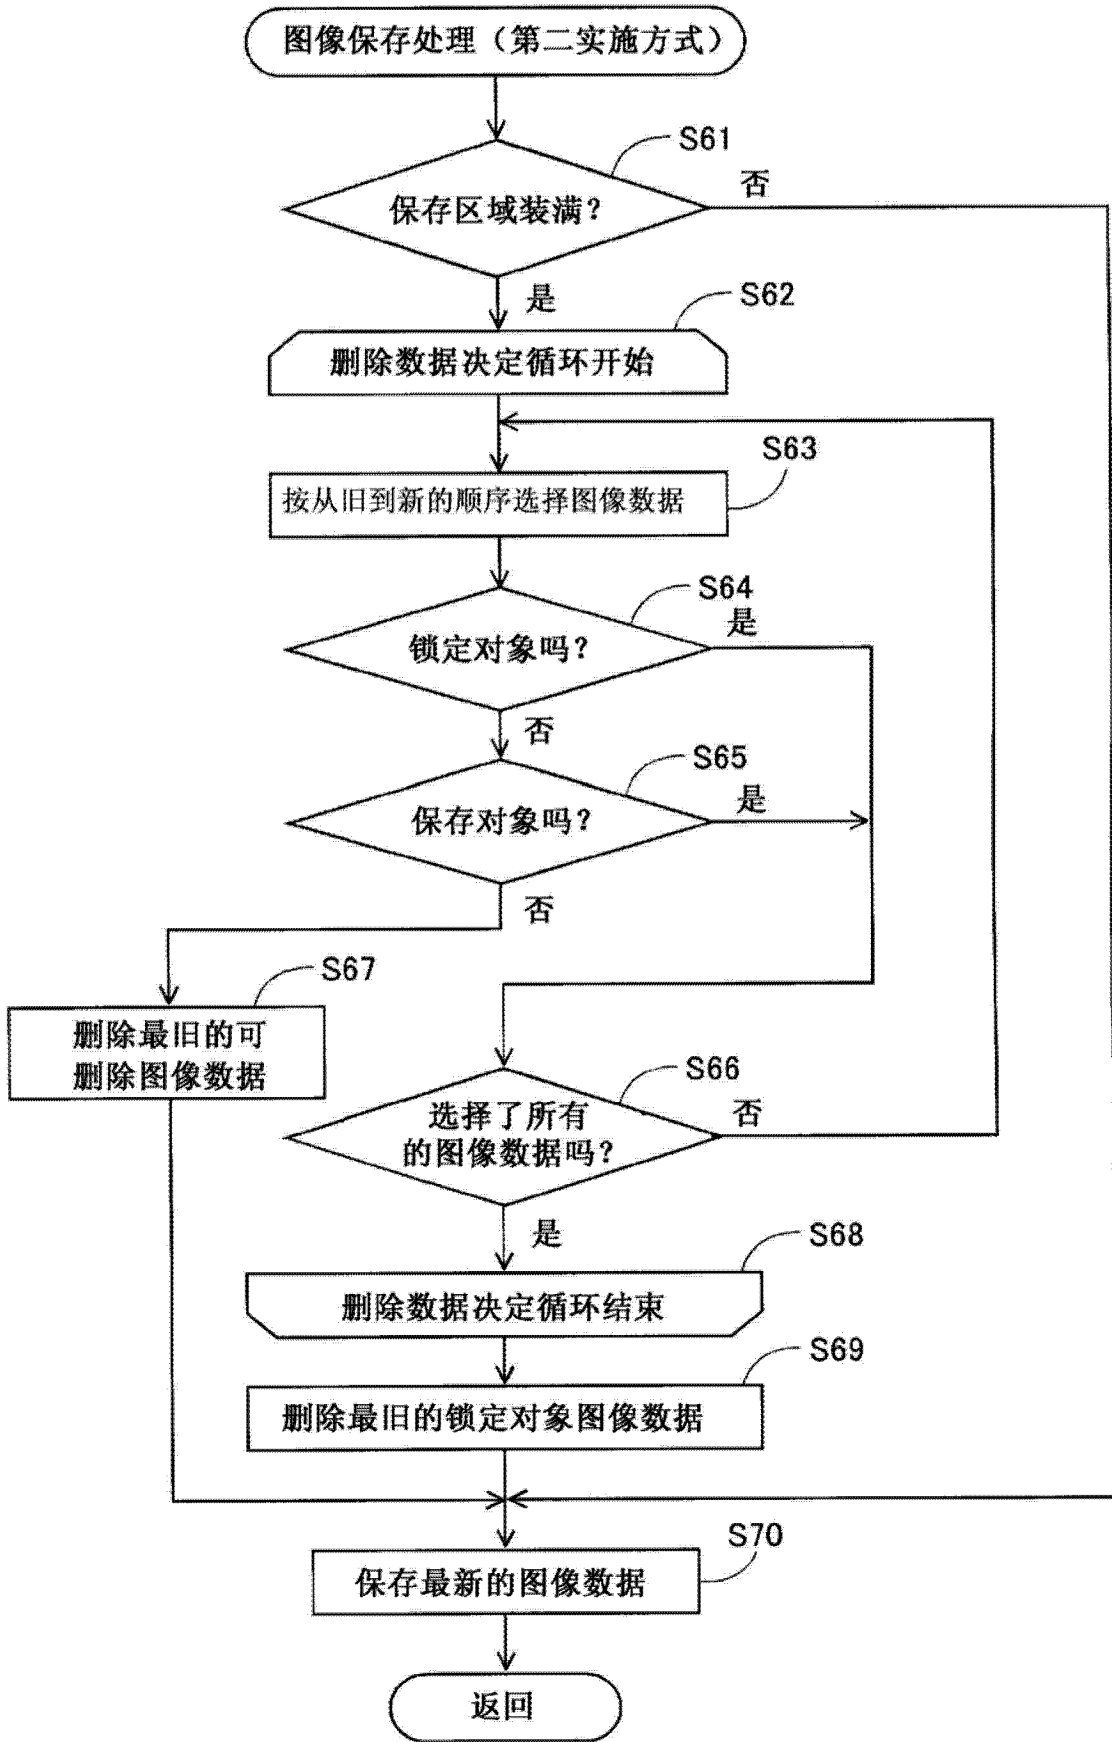 图像保存处理（第二实施方式）
S61
保存区域装满？
否
是
S62
删除数据决定循环开始
S63
按从旧到新的顺序选择图像数据
S64
锁定对象吗？
是
否
S65
保存对象吗？
是
否
S67
删除最旧的可
删除图像数据
S66
选择了所有
的图像数据吗？
否
是
S68
删除数据决定循环结束
S69
删除最旧的锁定对象图像数据
S70
保存最新的图像数据
返回